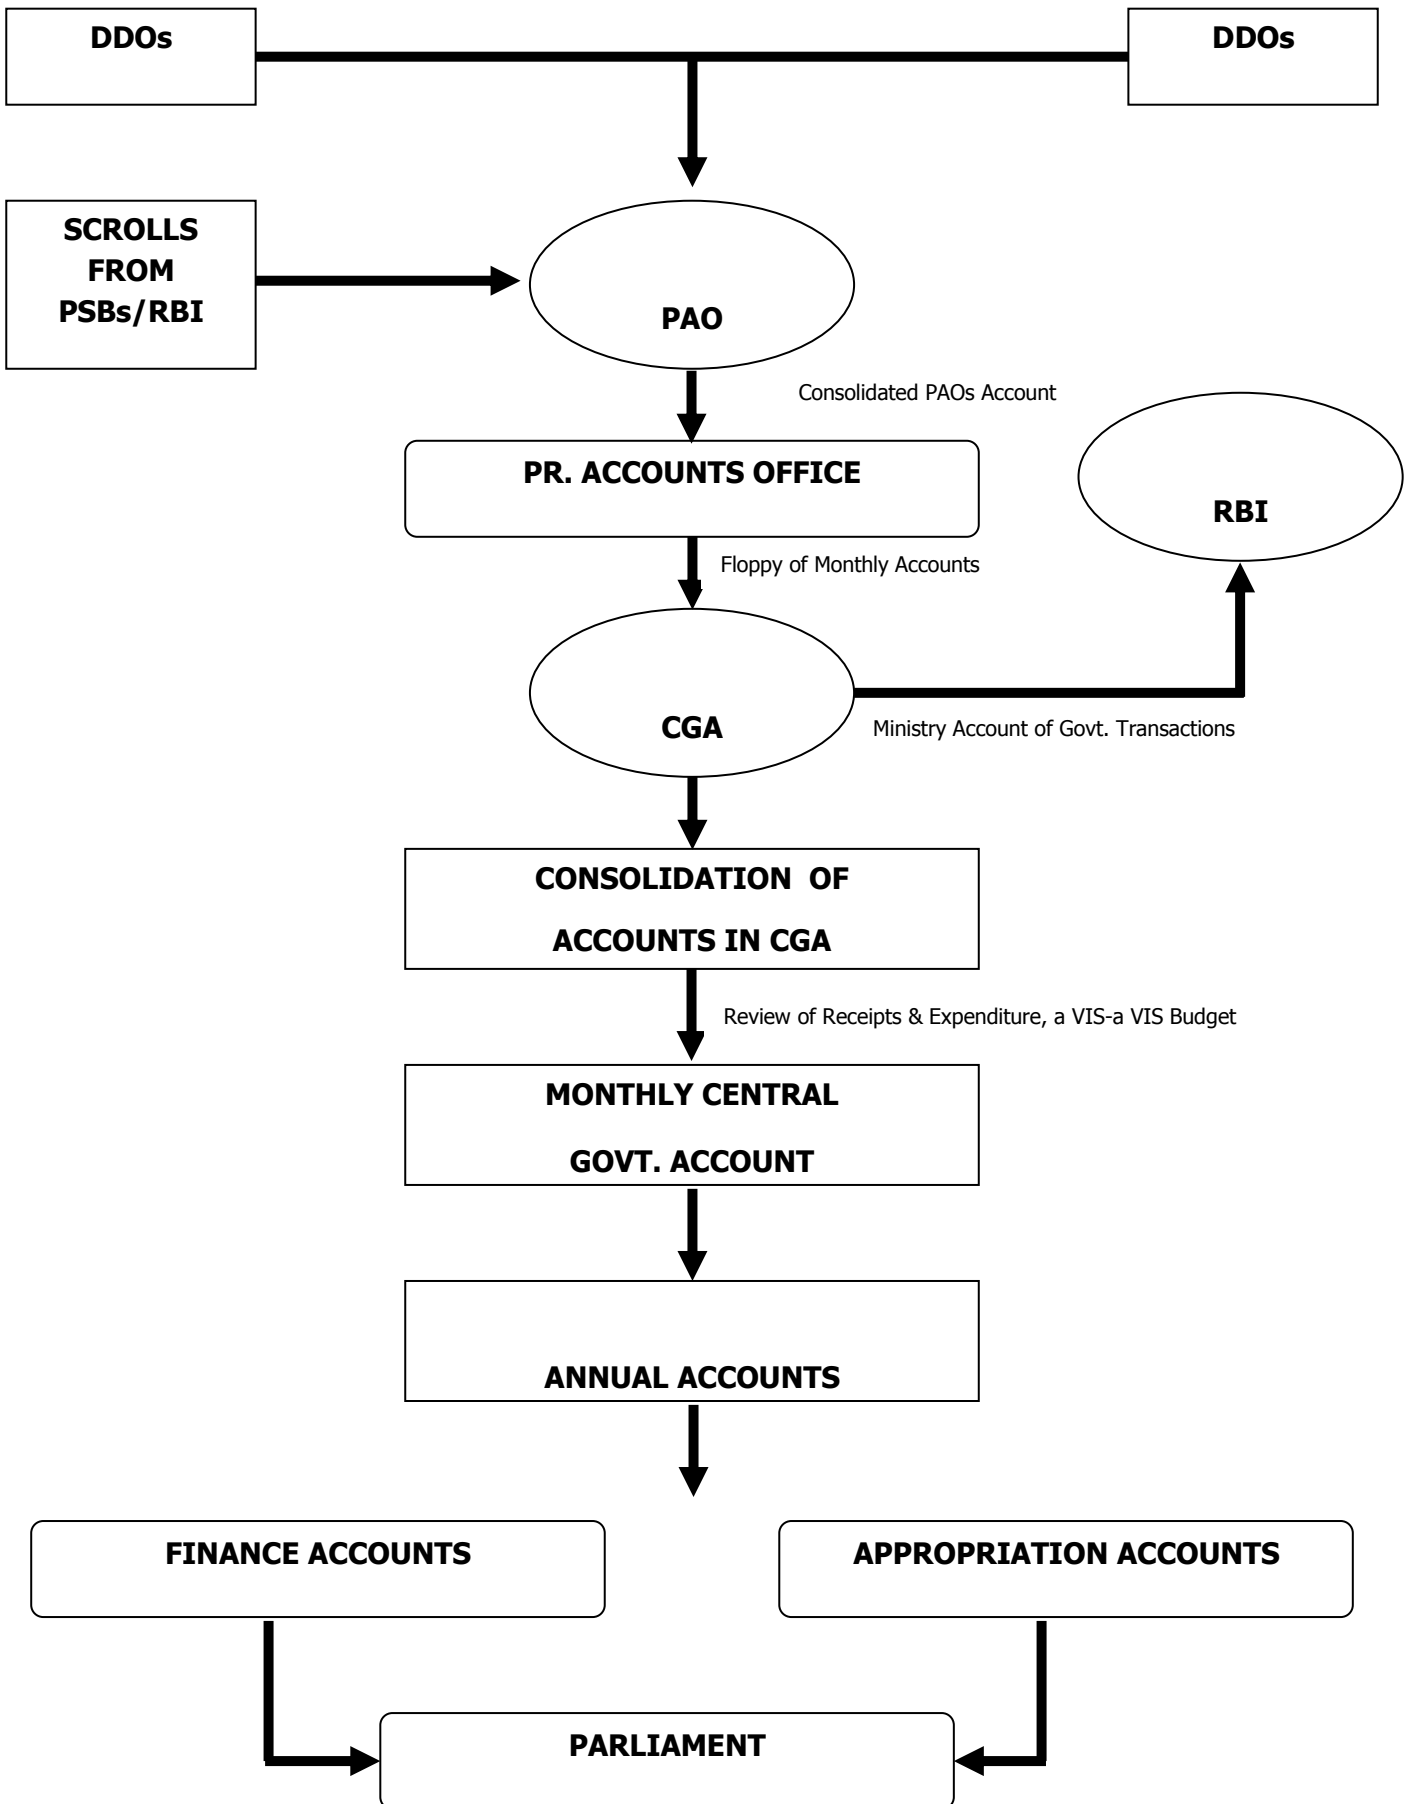 DDOs
DDOs
SCROLLS
FROM
PSBs/RBI
PAO
Consolidated PAOs Account
PR. ACCOUNTS OFFICE
RBI
Floppy of Monthly Accounts
CGA
Ministry Account of Govt. Transactions
CONSOLIDATION OF
ACCOUNTS IN CGA
Review of Receipts & Expenditure, a VIS-a VIS Budget
MONTHLY CENTRAL
GOVT. ACCOUNT
ANNUAL ACCOUNTS
FINANCE ACCOUNTS
APPROPRIATION ACCOUNTS
PARLIAMENT